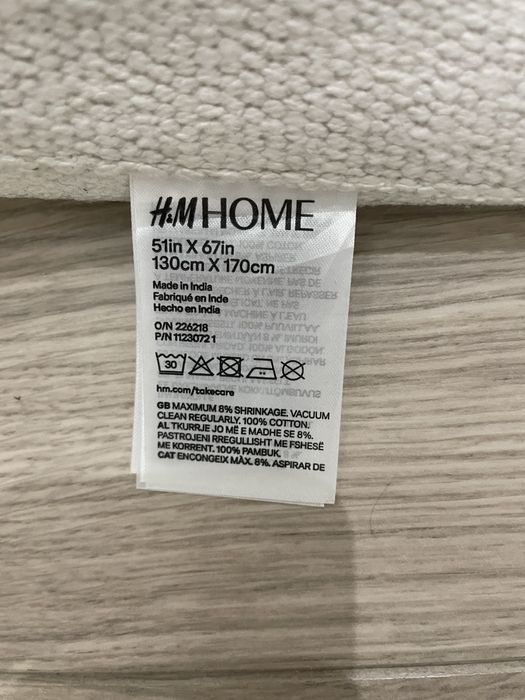 H&M HOME
51in X 67in
130cm X 170cm
Made in India
Fabriqué en Inde
Hecho en India
O/N 226218
P/N 1123072 1
30
hm.com/takecare
GB MAXIMUM 8% SHRINKAGE. VACUUM
CLEAN REGULARLY. 100% COTTON.
AL TKURRJE JO MË E MADHE SE 8%.
PASTROJENI RREGULLISHT ME FSHESË
ME KORRENT. 100% PAMBUK.
CAT ENCONGEIX MÀX. 8%. ASPIRAR DE